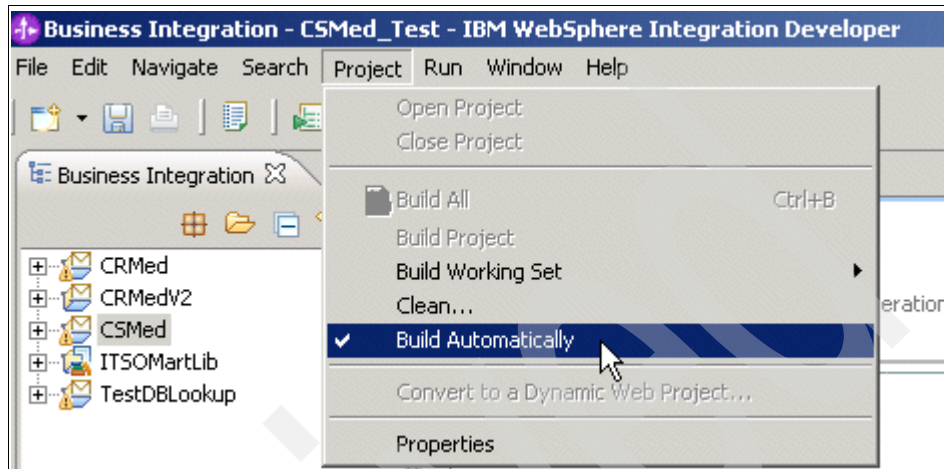 Business Integration - CSMed_Test - IBM WebSphere Integration Developer
File Edit Navigate Search Project Run Window Help
Open Project
Close Project
Business Integration
Build All Ctrl+B
Build Project
Build Working Set
Clean...
Build Automatically
Convert to a Dynamic Web Project...
Properties
CRMed
CRMedV2
CSMed
ITSOMartLib
TestDBLookup